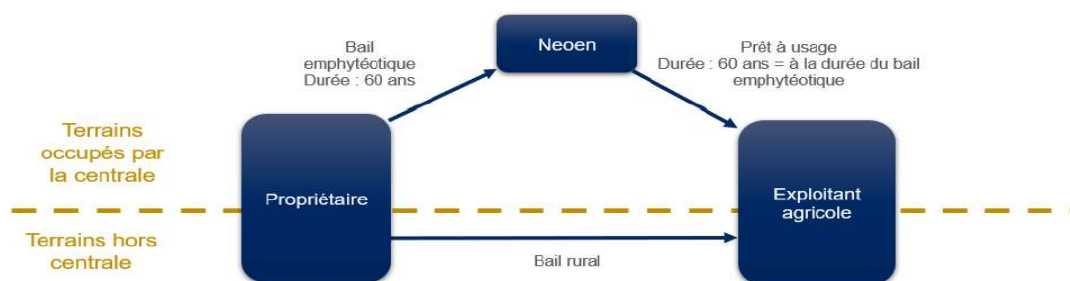 Neoen
Bail
emphytéotique
Durée : 60 ans
Prêt à usage
Durée : 60 ans = à la durée du bail
emphytéotique
Terrains
occupés par
la centrale
Propriétaire
Exploitant
agricole
Terrains hors
centrale
Bail rural